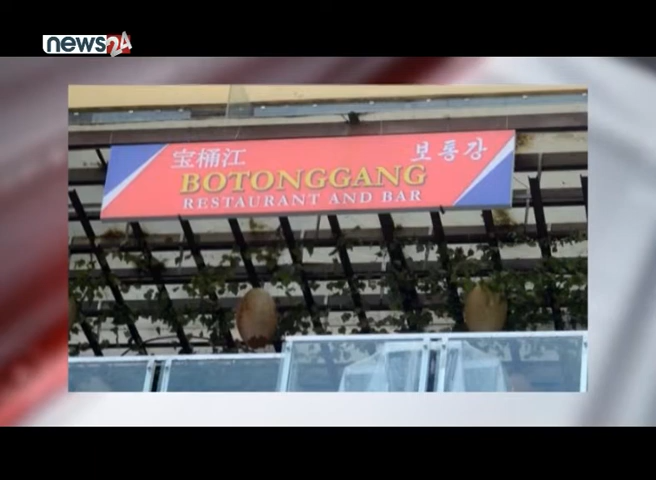 news24
宝桶江
보통강
BOTONGGANG
RESTAURANT AND BAR